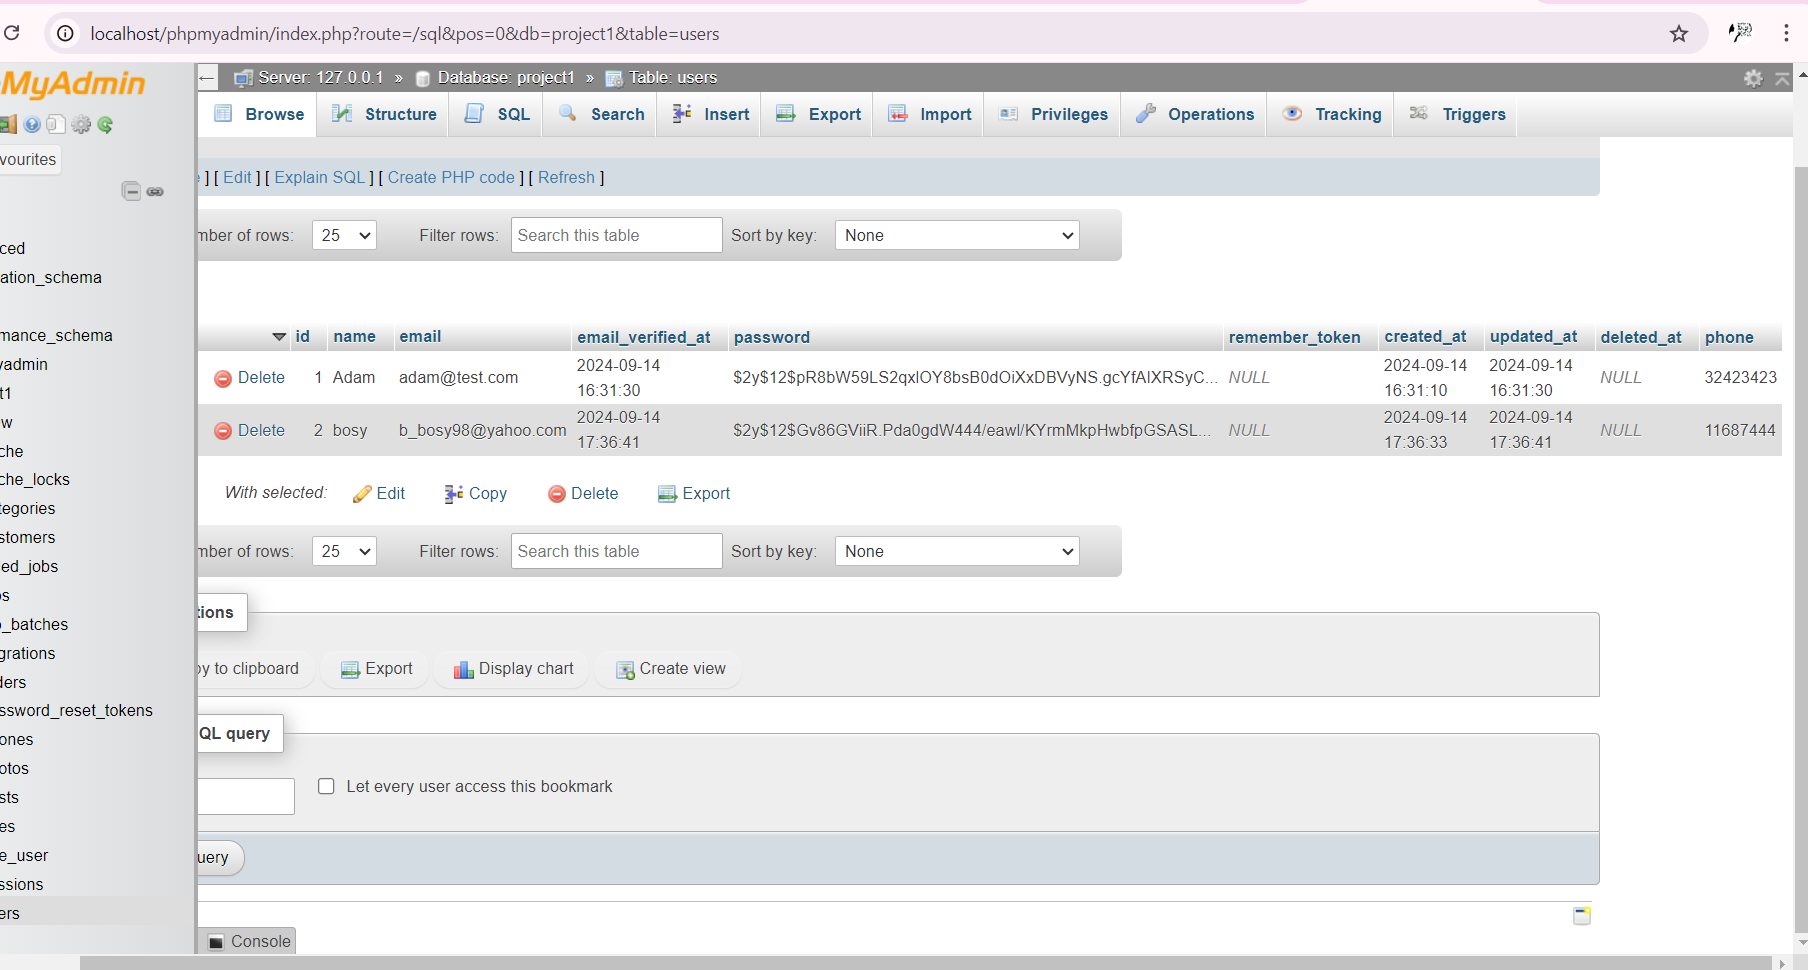 localhost/phpmyadmin/index.php?route=/sql&pos=0&db=project1&table=users
MyAdmin
vourites
ced
ation_schema
mance_schema
yadmin
t1
w
che
che_locks
tegories
stomers
ed_jobs
os
o_batches
grations
ders
ssword_reset_tokens
ones
otos
sts
es
e_user
ssions
ers
← Server: 127.0.0.1 » Database: project1 » Table: users
Browse Structure SQL Search Insert Export Import Privileges Operations Tracking Triggers
] [ Edit ] [ Explain SQL ] [ Create PHP code ] [ Refresh ]
mber of rows: 25 Filter rows: Search this table Sort by key: None
id name email email_verified_at password remember_token created_at updated_at deleted_at phone
Delete 1 Adam adam@test.com 2024-09-14 16:31:30 $2y$12$pR8bW59LS2qxlOY8bsB0dOiXxDBVyNS.gcYfAlXRSyC... NULL 2024-09-14 16:31:10 2024-09-14 16:31:30 NULL 32423423
Delete 2 bosy b_bosy98@yahoo.com 2024-09-14 17:36:41 $2y$12$Gv86GViiR.Pda0gdW444/eawl/KYrmMkpHwbfpGSASL... NULL 2024-09-14 17:36:33 2024-09-14 17:36:41 NULL 11687444
With selected: Edit Copy Delete Export
mber of rows: 25 Filter rows: Search this table Sort by key: None
tions
py to clipboard Export Display chart Create view
QL query
Let every user access this bookmark
uery
Console